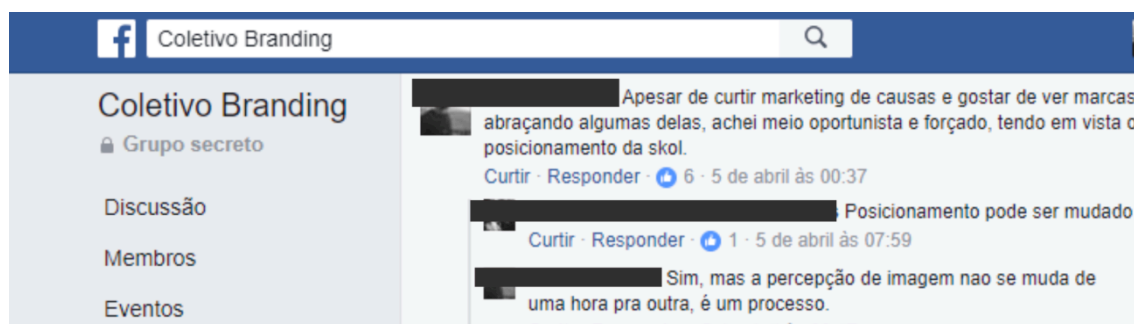 Coletivo Branding
Coletivo Branding
Grupo secreto
Discussão
Membros
Eventos
Apesar de curtir marketing de causas e gostar de ver marcas
abraçando algumas delas, achei meio oportunista e forçado, tendo em vista o
posicionamento da skol.
Curtir · Responder · 6 · 5 de abril às 00:37
Posicionamento pode ser mudado
Curtir · Responder · 1 · 5 de abril às 07:59
Sim, mas a percepção de imagem nao se muda de
uma hora pra outra, é um processo.